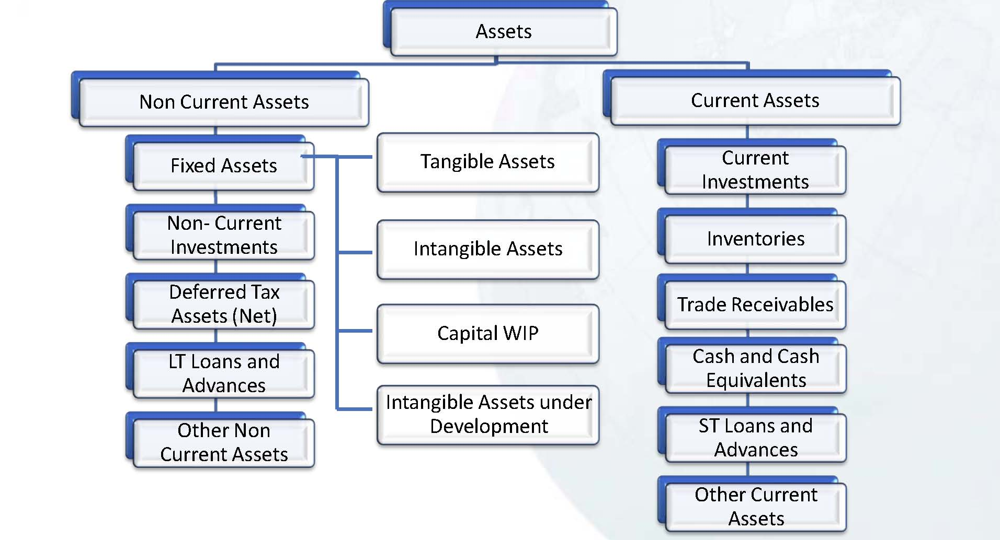 Assets
Non Current Assets
Current Assets
Fixed Assets
Non- Current
Investments
Deferred Tax
Assets (Net)
LT Loans and
Advances
Other Non
Current Assets
Tangible Assets
Intangible Assets
Capital WIP
Intangible Assets under
Development
Current
Investments
Inventories
Trade Receivables
Cash and Cash
Equivalents
ST Loans and
Advances
Other Current
Assets